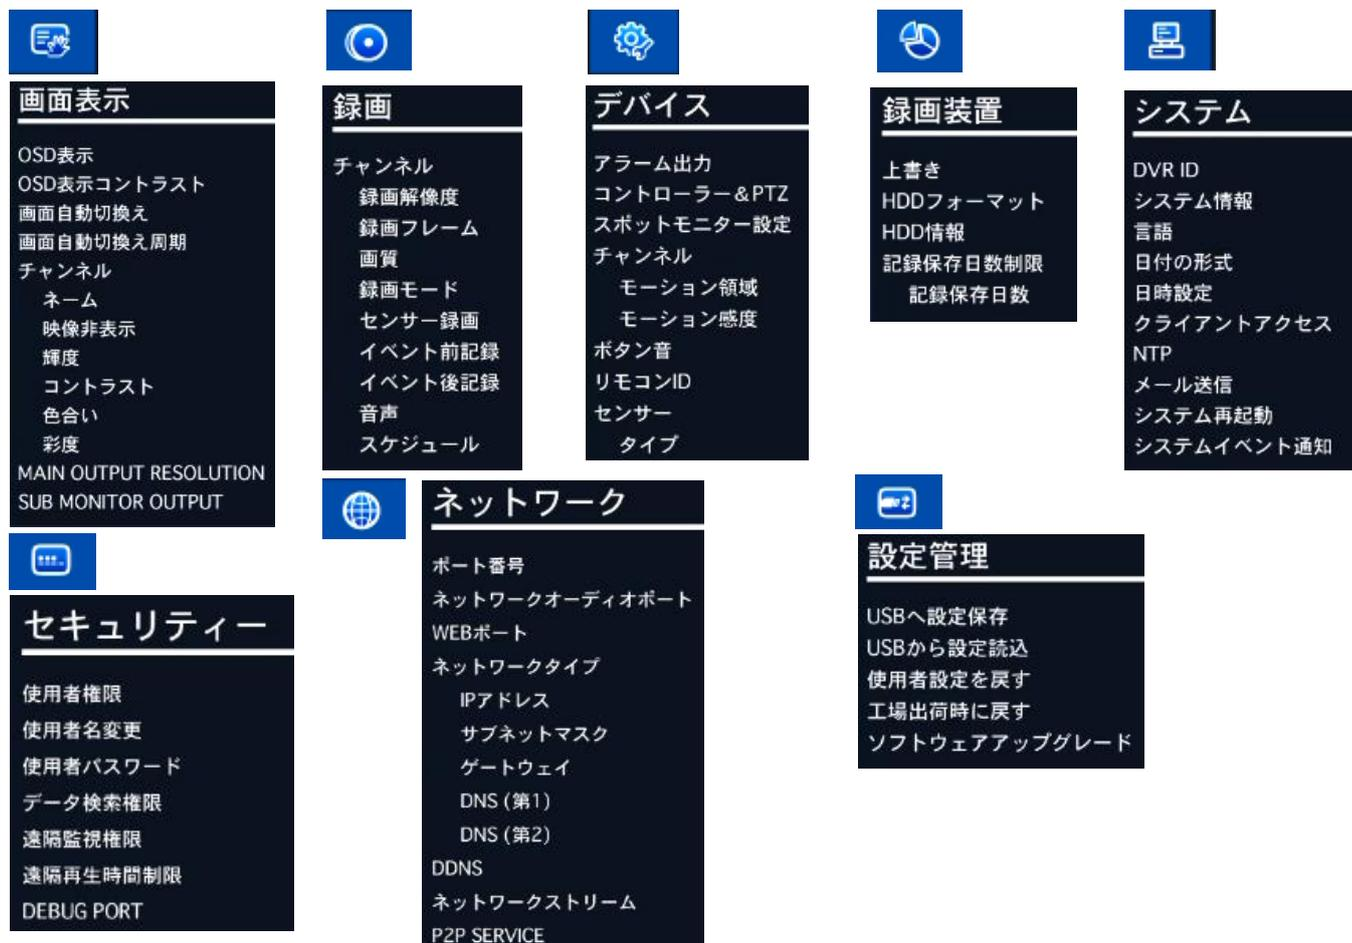 画面表示
OSD表示
OSD表示コントラスト
画面自動切換え
画面自動切換え周期
チャンネル
ネーム
映像非表示
輝度
コントラスト
色合い
彩度
MAIN OUTPUT RESOLUTION
SUB MONITOR OUTPUT
録画
チャンネル
録画解像度
録画フレーム
画質
録画モード
センサー録画
イベント前記録
イベント後記録
音声
スケジュール
デバイス
アラーム出力
コントローラー&PTZ
スポットモニター設定
チャンネル
モーション領域
モーション感度
ボタン音
リモコンID
センサー
タイプ
録画装置
上書き
HDDフォーマット
HDD情報
記録保存日数制限
記録保存日数
システム
DVR ID
システム情報
言語
日付の形式
日時設定
クライアントアクセス
NTP
メール送信
システム再起動
システムイベント通知
セキュリティー
使用者権限
使用者名変更
使用者パスワード
データ検索権限
遠隔監視権限
遠隔再生時間制限
DEBUG PORT
ネットワーク
ポート番号
ネットワークオーディオポート
WEBポート
ネットワークタイプ
IPアドレス
サブネットマスク
ゲートウェイ
DNS (第1)
DNS (第2)
DDNS
ネットワークストリーム
P2P SERVICE
設定管理
USBへ設定保存
USBから設定読込
使用者設定を戻す
工場出荷時に戻す
ソフトウェアアップグレード